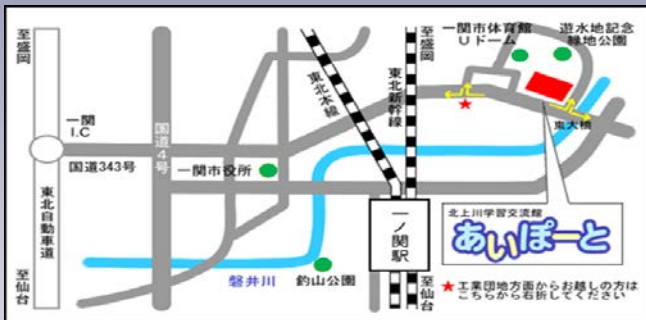 至盛岡
一関
I.C
国道343号
東北自動車道
至仙台
国道4号
一関市役所
磐井川
釣山公園
東北本線
至盛岡
東北新幹線
一ノ関駅
至仙台
一関市体育館
Uドーム
遊水地記念
緑地公園
東大橋
北上川学習交流館
あいぽーと
★工業団地方面からお越しの方は
こちらから右折してください